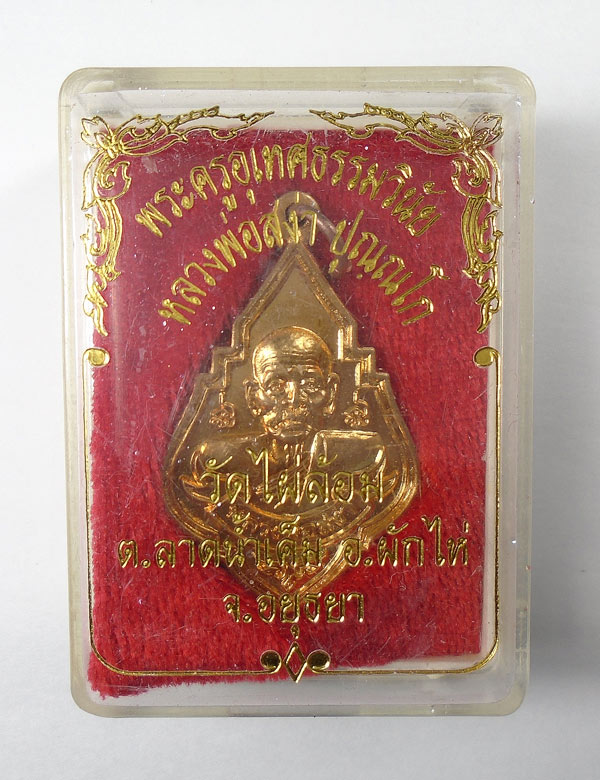 พระครูอุเทศธรรมวินัย
หลวงพ่อสง่า ปุณฺณโก
วัดไผ่ล้อม
ต.ลาดน้ำเค็ม อ.ผักไห่
จ.อยุธยา